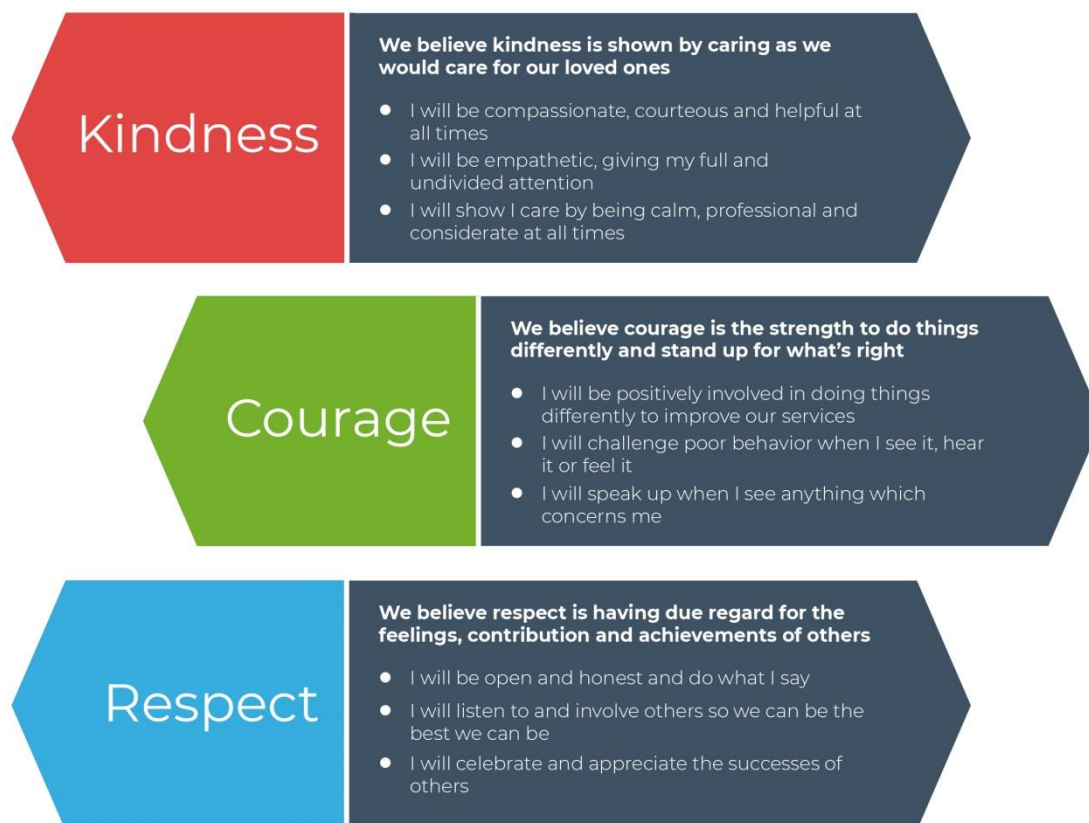 Kindness
We believe kindness is shown by caring as we
would care for our loved ones
● I will be compassionate, courteous and helpful at
all times
● I will be empathetic, giving my full and
undivided attention
● I will show I care by being calm, professional and
considerate at all times
Courage
We believe courage is the strength to do things
differently and stand up for what’s right
● I will be positively involved in doing things
differently to improve our services
● I will challenge poor behavior when I see it, hear
it or feel it
● I will speak up when I see anything which
concerns me
Respect
We believe respect is having due regard for the
feelings, contribution and achievements of others
● I will be open and honest and do what I say
● I will listen to and involve others so we can be the
best we can be
● I will celebrate and appreciate the successes of
others